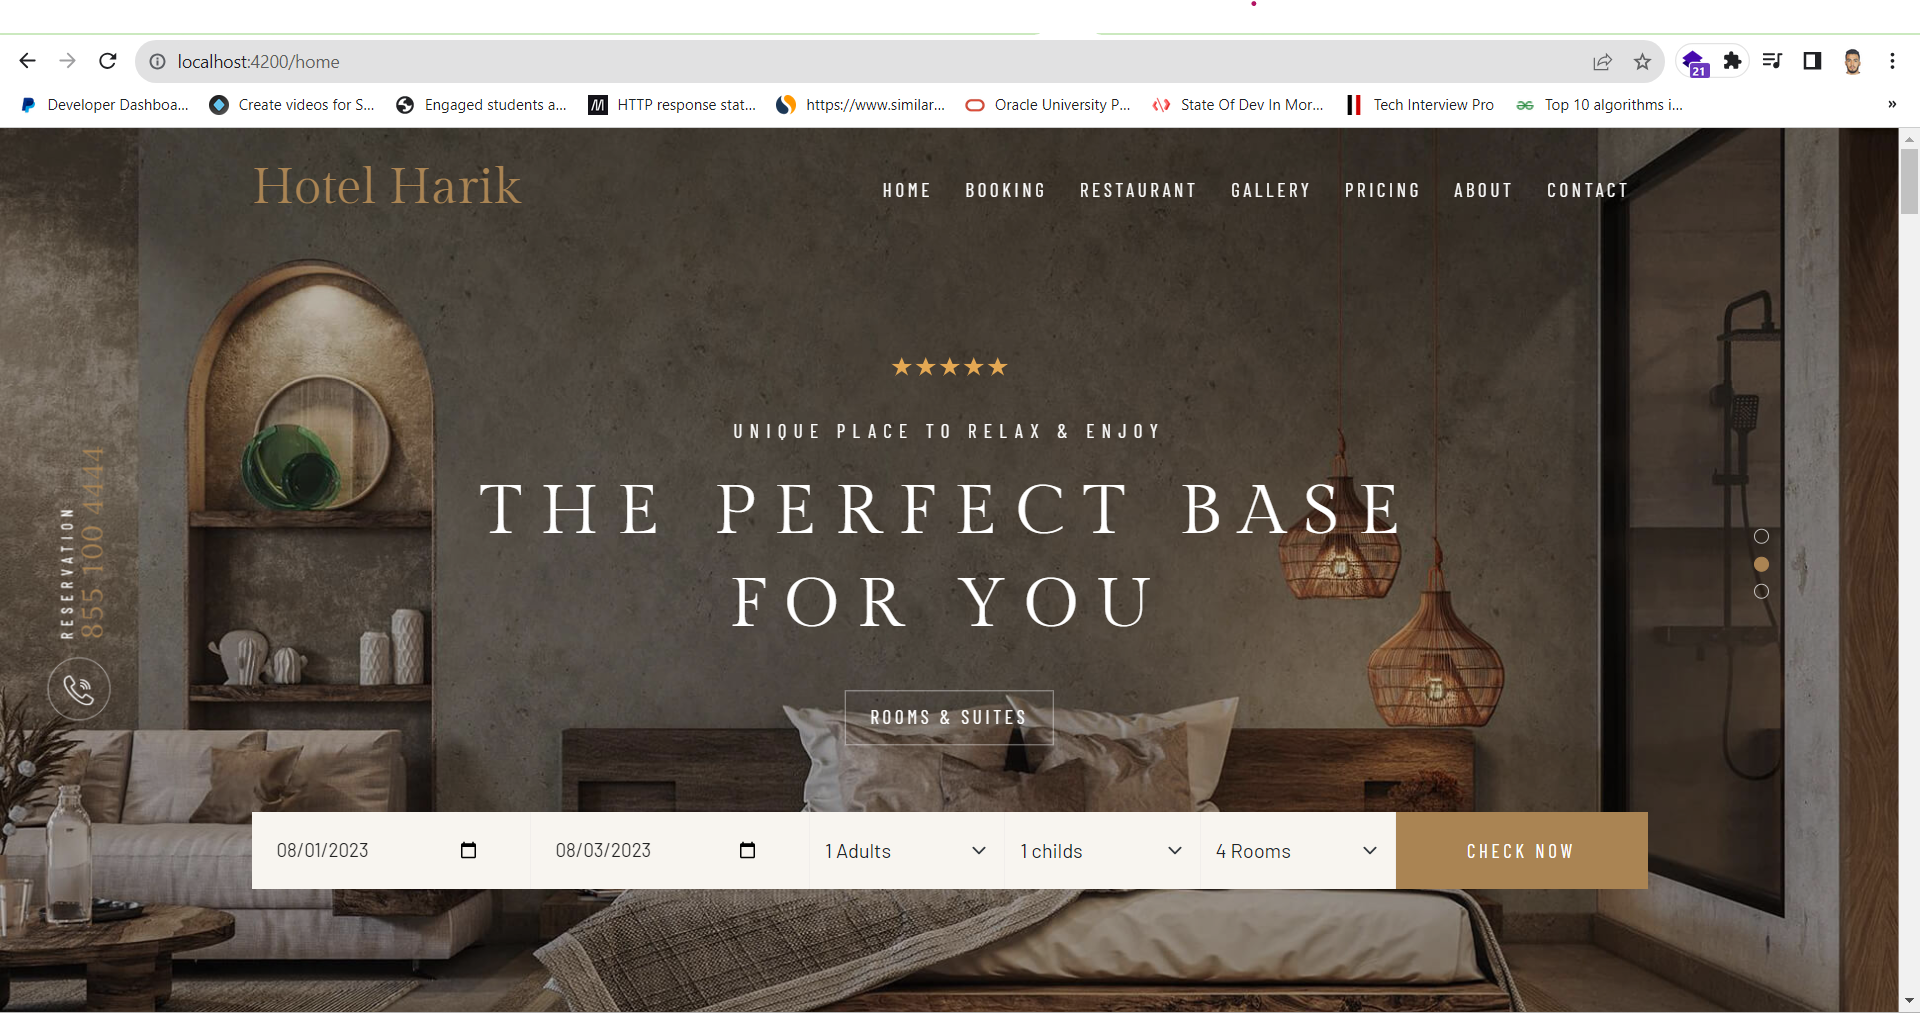 localhost:4200/home
21
Developer Dashboa...
Create videos for S...
Engaged students a...
HTTP response stat...
https://www.similar...
Oracle University P...
State Of Dev In Mor...
Tech Interview Pro
Top 10 algorithms i...
»
Hotel Harik
HOME
BOOKING
RESTAURANT
GALLERY
PRICING
ABOUT
CONTACT
UNIQUE PLACE TO RELAX & ENJOY
THE PERFECT BASE
FOR YOU
RESERVATION
855 100 4444
ROOMS & SUITES
08/01/2023
08/03/2023
1 Adults
1 childs
4 Rooms
CHECK NOW